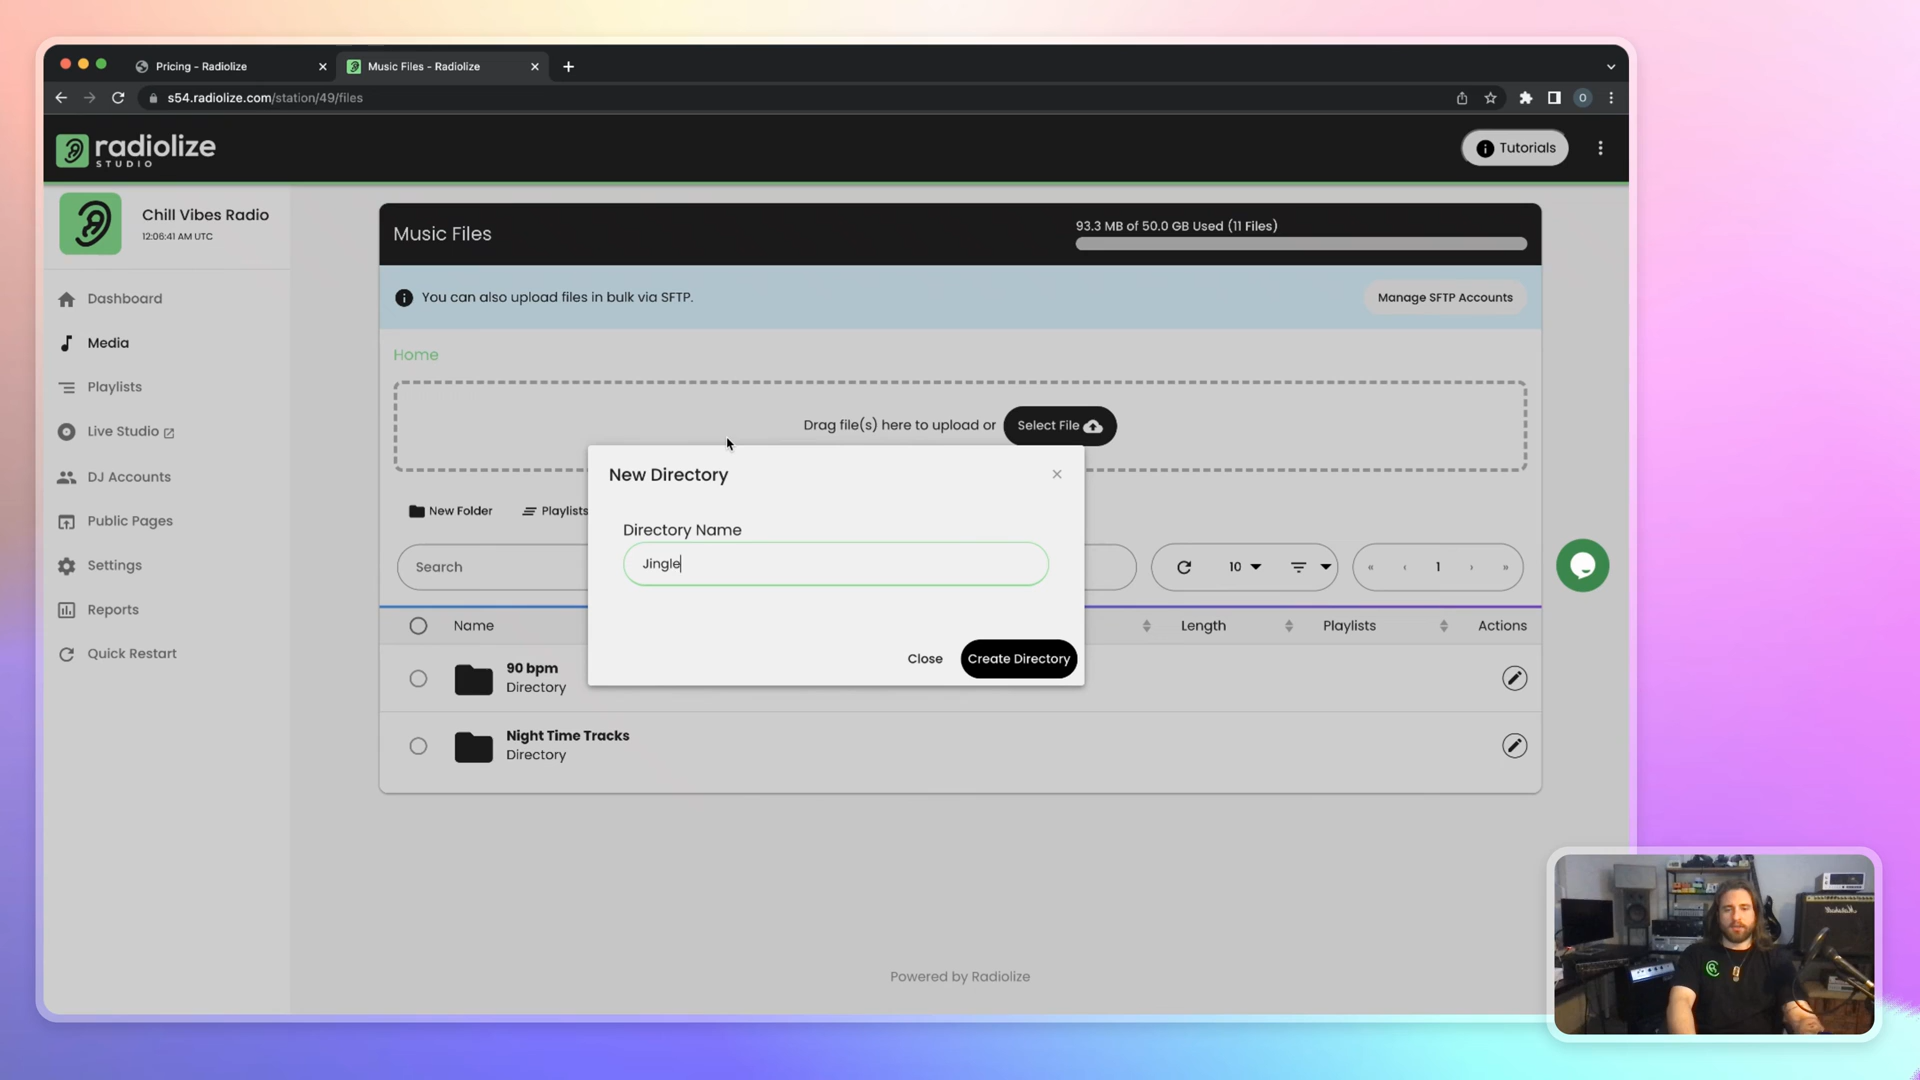 Pricing - Radiolize
Music Files - Radiolize
s54.radiolize.com/station/49/files
O
radiolize
STUDIO
Tutorials
Chill Vibes Radio
12:06:41 AM UTC
Dashboard
Media
Playlists
Live Studio
DJ Accounts
Public Pages
Settings
Reports
Quick Restart
Music Files
93.3 MB of 50.0 GB Used (11 Files)
You can also upload files in bulk via SFTP.
Manage SFTP Accounts
Home
Drag file(s) here to upload or
Select File
New Folder
Playlists
Search
10
« ‹ 1 › »
New Directory
×
Directory Name
Jingle
Close
Create Directory
Name
Length
Playlists
Actions
90 bpm
Directory
Night Time Tracks
Directory
Powered by Radiolize